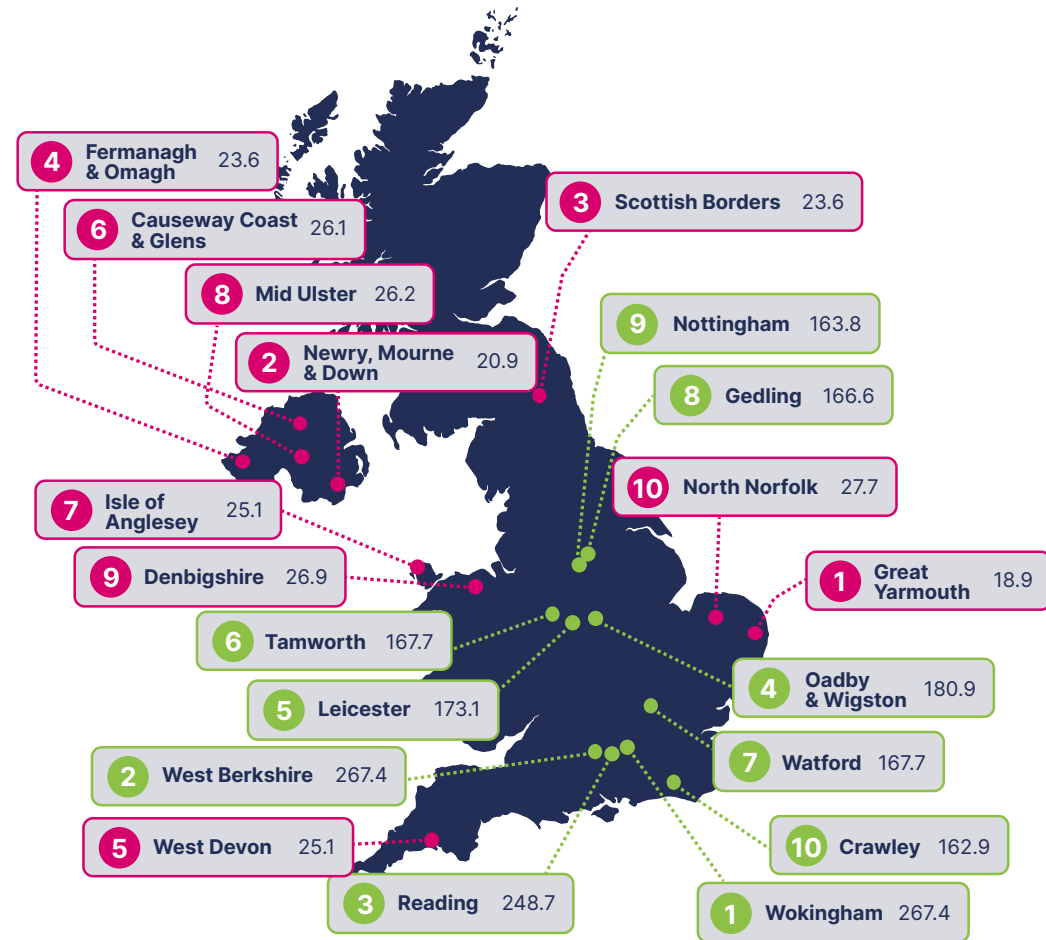 4 Fermanagh
& Omagh 23.6
3 Scottish Borders 23.6
6 Causeway Coast
& Glens 26.1
8 Mid Ulster 26.2
9 Nottingham 163.8
2 Newry, Mourne
& Down 20.9
8 Gedling 166.6
10 North Norfolk 27.7
7 Isle of
Anglesey 25.1
9 Denbigshire 26.9
1 Great
Yarmouth 18.9
6 Tamworth 167.7
4 Oadby
& Wigston 180.9
5 Leicester 173.1
7 Watford 167.7
2 West Berkshire 267.4
5 West Devon 25.1
10 Crawley 162.9
3 Reading 248.7
1 Wokingham 267.4